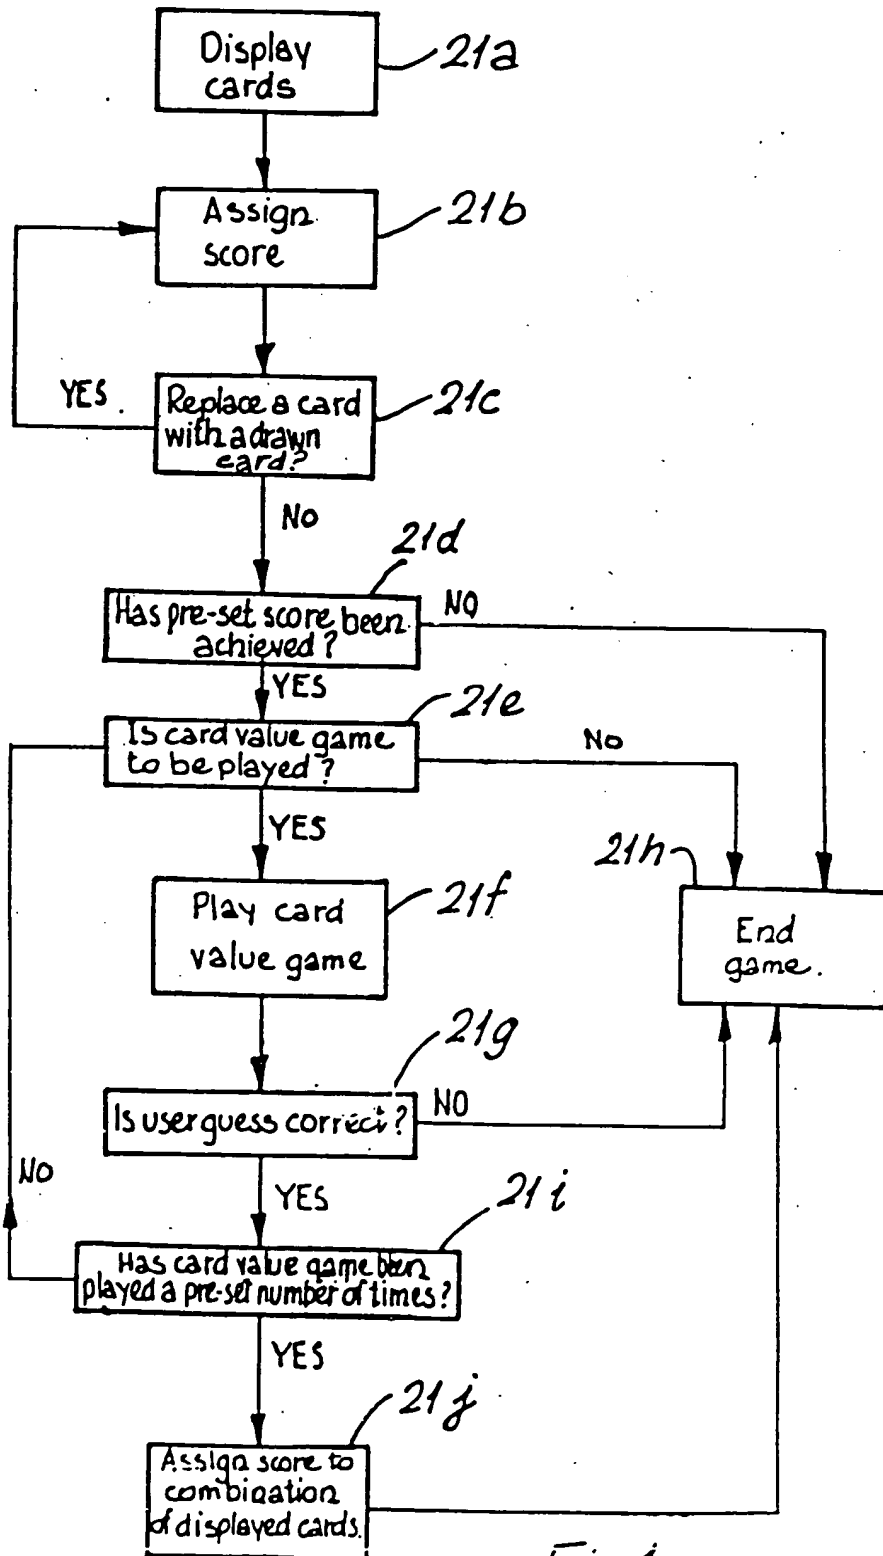 Display
cards
21a
Assign
score
21b
YES
Replace a card
with a drawn
card?
21c
NO
21d
Has pre-set score been
achieved?
NO
YES
21e
Is card value game
to be played?
NO
YES
21h
Play card
value game
21f
End
game.
21g
Is user guess correct?
NO
NO
YES
21i
Has card value game been
played a pre-set number of times?
YES
21j
Assign score to
combination
of displayed cards.